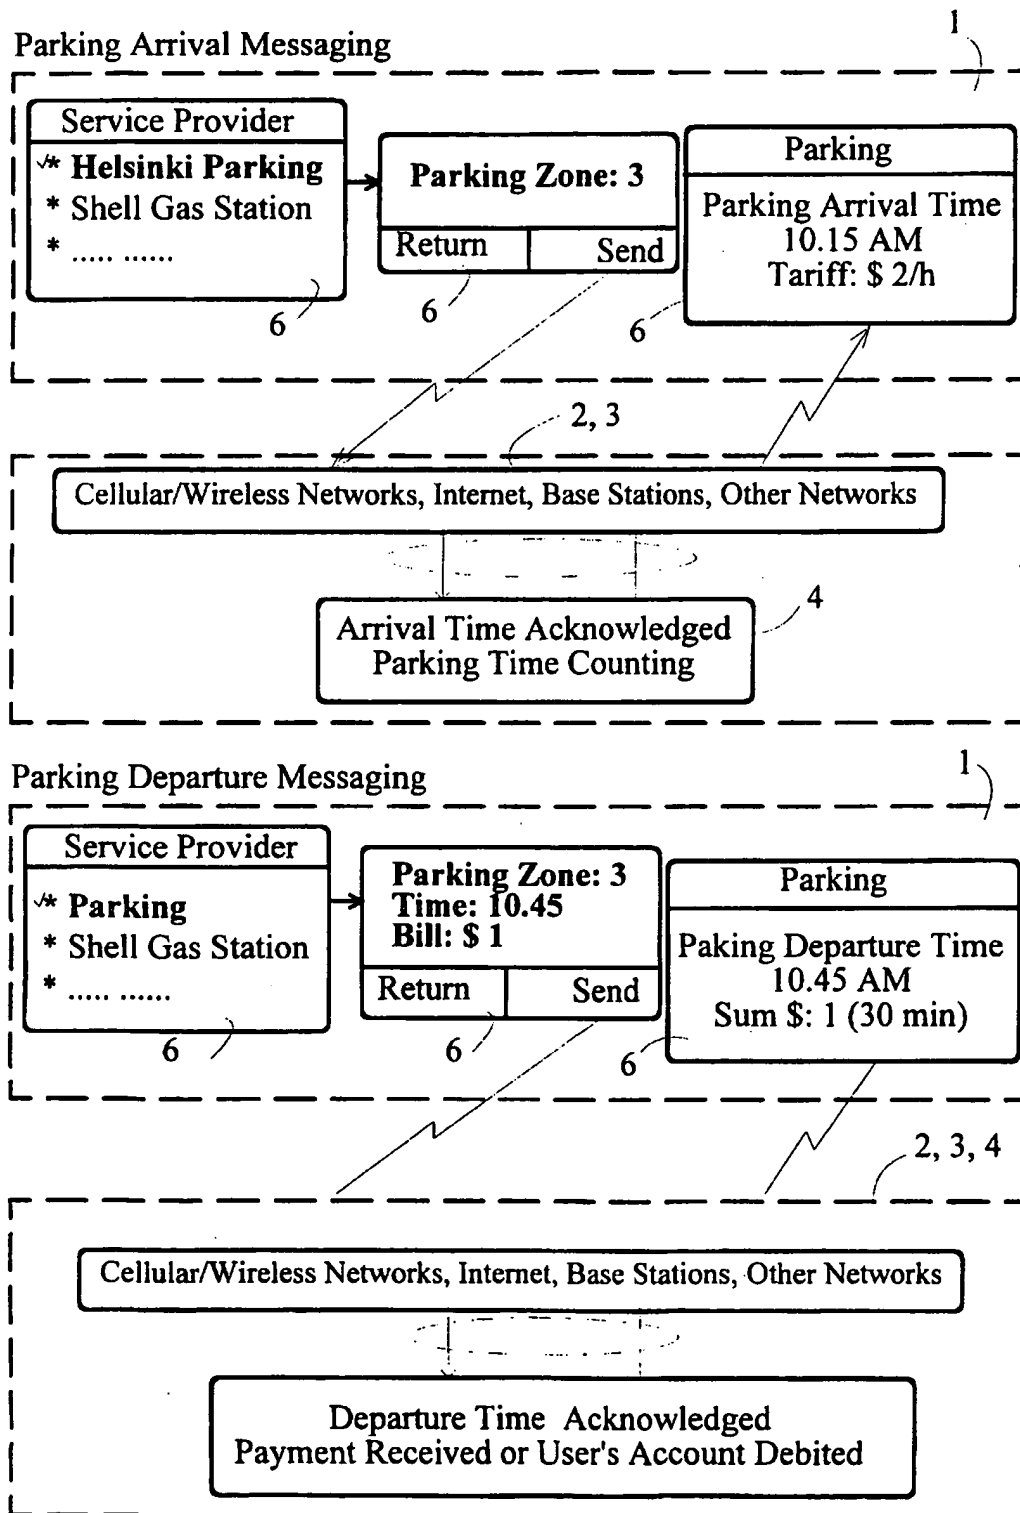 Parking Arrival Messaging
1
Service Provider
√* Helsinki Parking
* Shell Gas Station
* ..... ......
6
Parking Zone: 3
Return
Send
6
Parking
Parking Arrival Time
10.15 AM
Tariff: $ 2/h
6
2, 3
Cellular/Wireless Networks, Internet, Base Stations, Other Networks
4
Arrival Time Acknowledged
Parking Time Counting
Parking Departure Messaging
1
Service Provider
√* Parking
* Shell Gas Station
* ..... ......
6
Parking Zone: 3
Time: 10.45
Bill: $ 1
Return
Send
6
Parking
Paking Departure Time
10.45 AM
Sum $: 1 (30 min)
6
2, 3, 4
Cellular/Wireless Networks, Internet, Base Stations, Other Networks
Departure Time Acknowledged
Payment Received or User's Account Debited